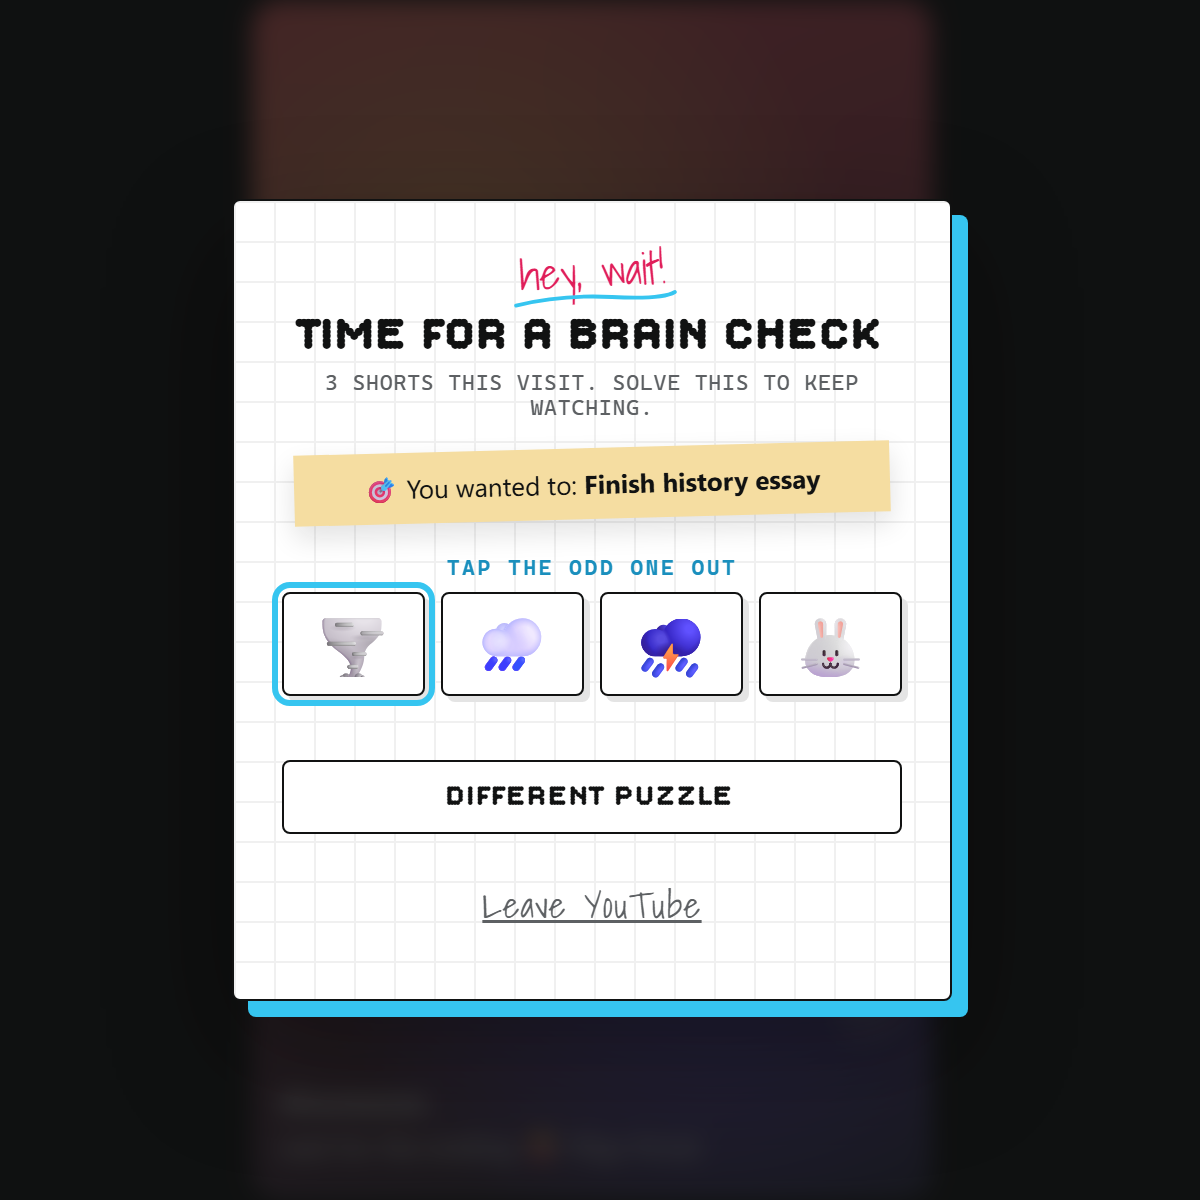 hey, wait!
TIME FOR A BRAIN CHECK
3 SHORTS THIS VISIT. SOLVE THIS TO KEEP
WATCHING.
🎯 You wanted to: Finish history essay
TAP THE ODD ONE OUT
DIFFERENT PUZZLE
Leave YouTube